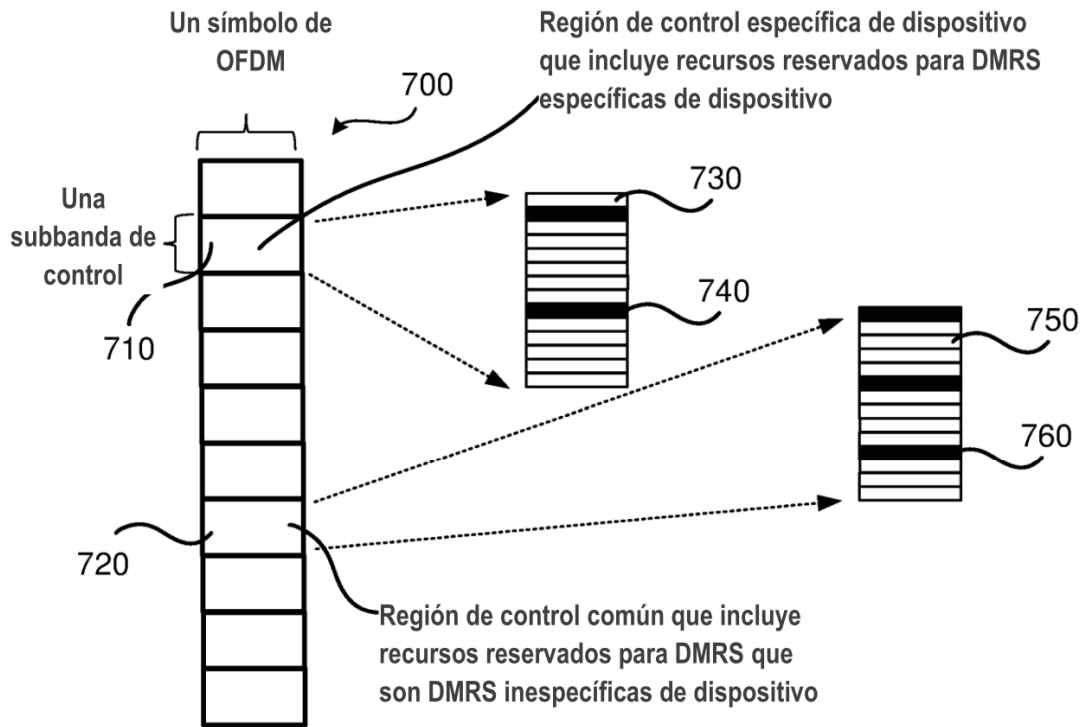 Un símbolo de
OFDM
Región de control específica de dispositivo
que incluye recursos reservados para DMRS
específicas de dispositivo
700
Una
subbanda de
control
710
730
740
750
760
720
Región de control común que incluye
recursos reservados para DMRS que
son DMRS inespecíficas de dispositivo